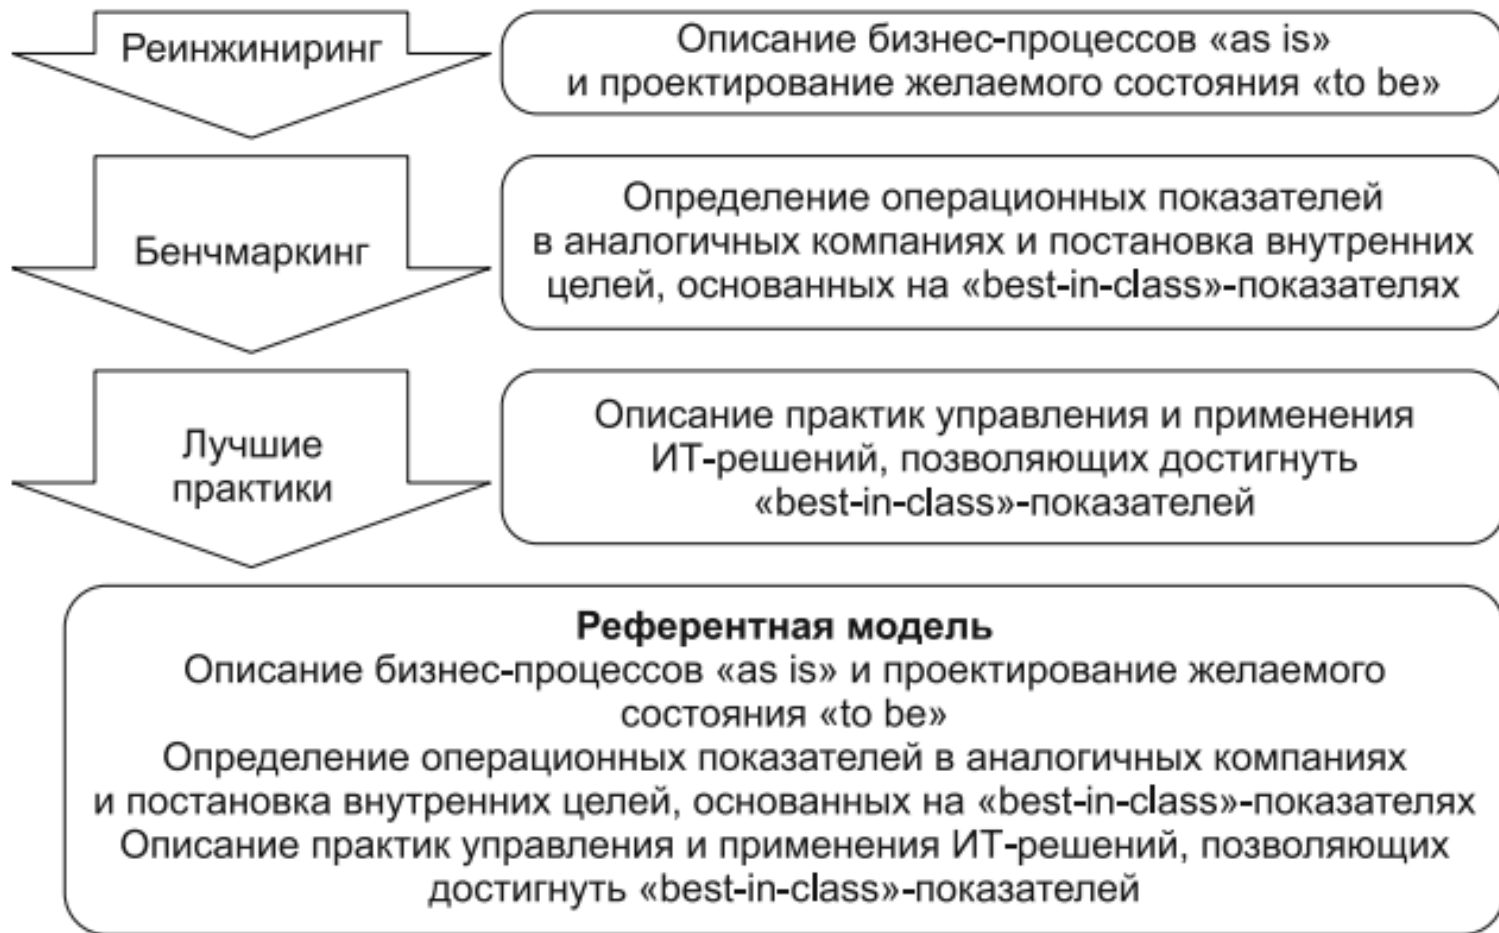 Реинжиниринг
Описание бизнес-процессов «as is»
и проектирование желаемого состояния «to be»
Бенчмаркинг
Определение операционных показателей
в аналогичных компаниях и постановка внутренних
целей, основанных на «best-in-class»-показателях
Лучшие
практики
Описание практик управления и применения
ИТ-решений, позволяющих достигнуть
«best-in-class»-показателей
Референтная модель
Описание бизнес-процессов «as is» и проектирование желаемого
состояния «to be»
Определение операционных показателей в аналогичных компаниях
и постановка внутренних целей, основанных на «best-in-class»-показателях
Описание практик управления и применения ИТ-решений, позволяющих
достигнуть «best-in-class»-показателей